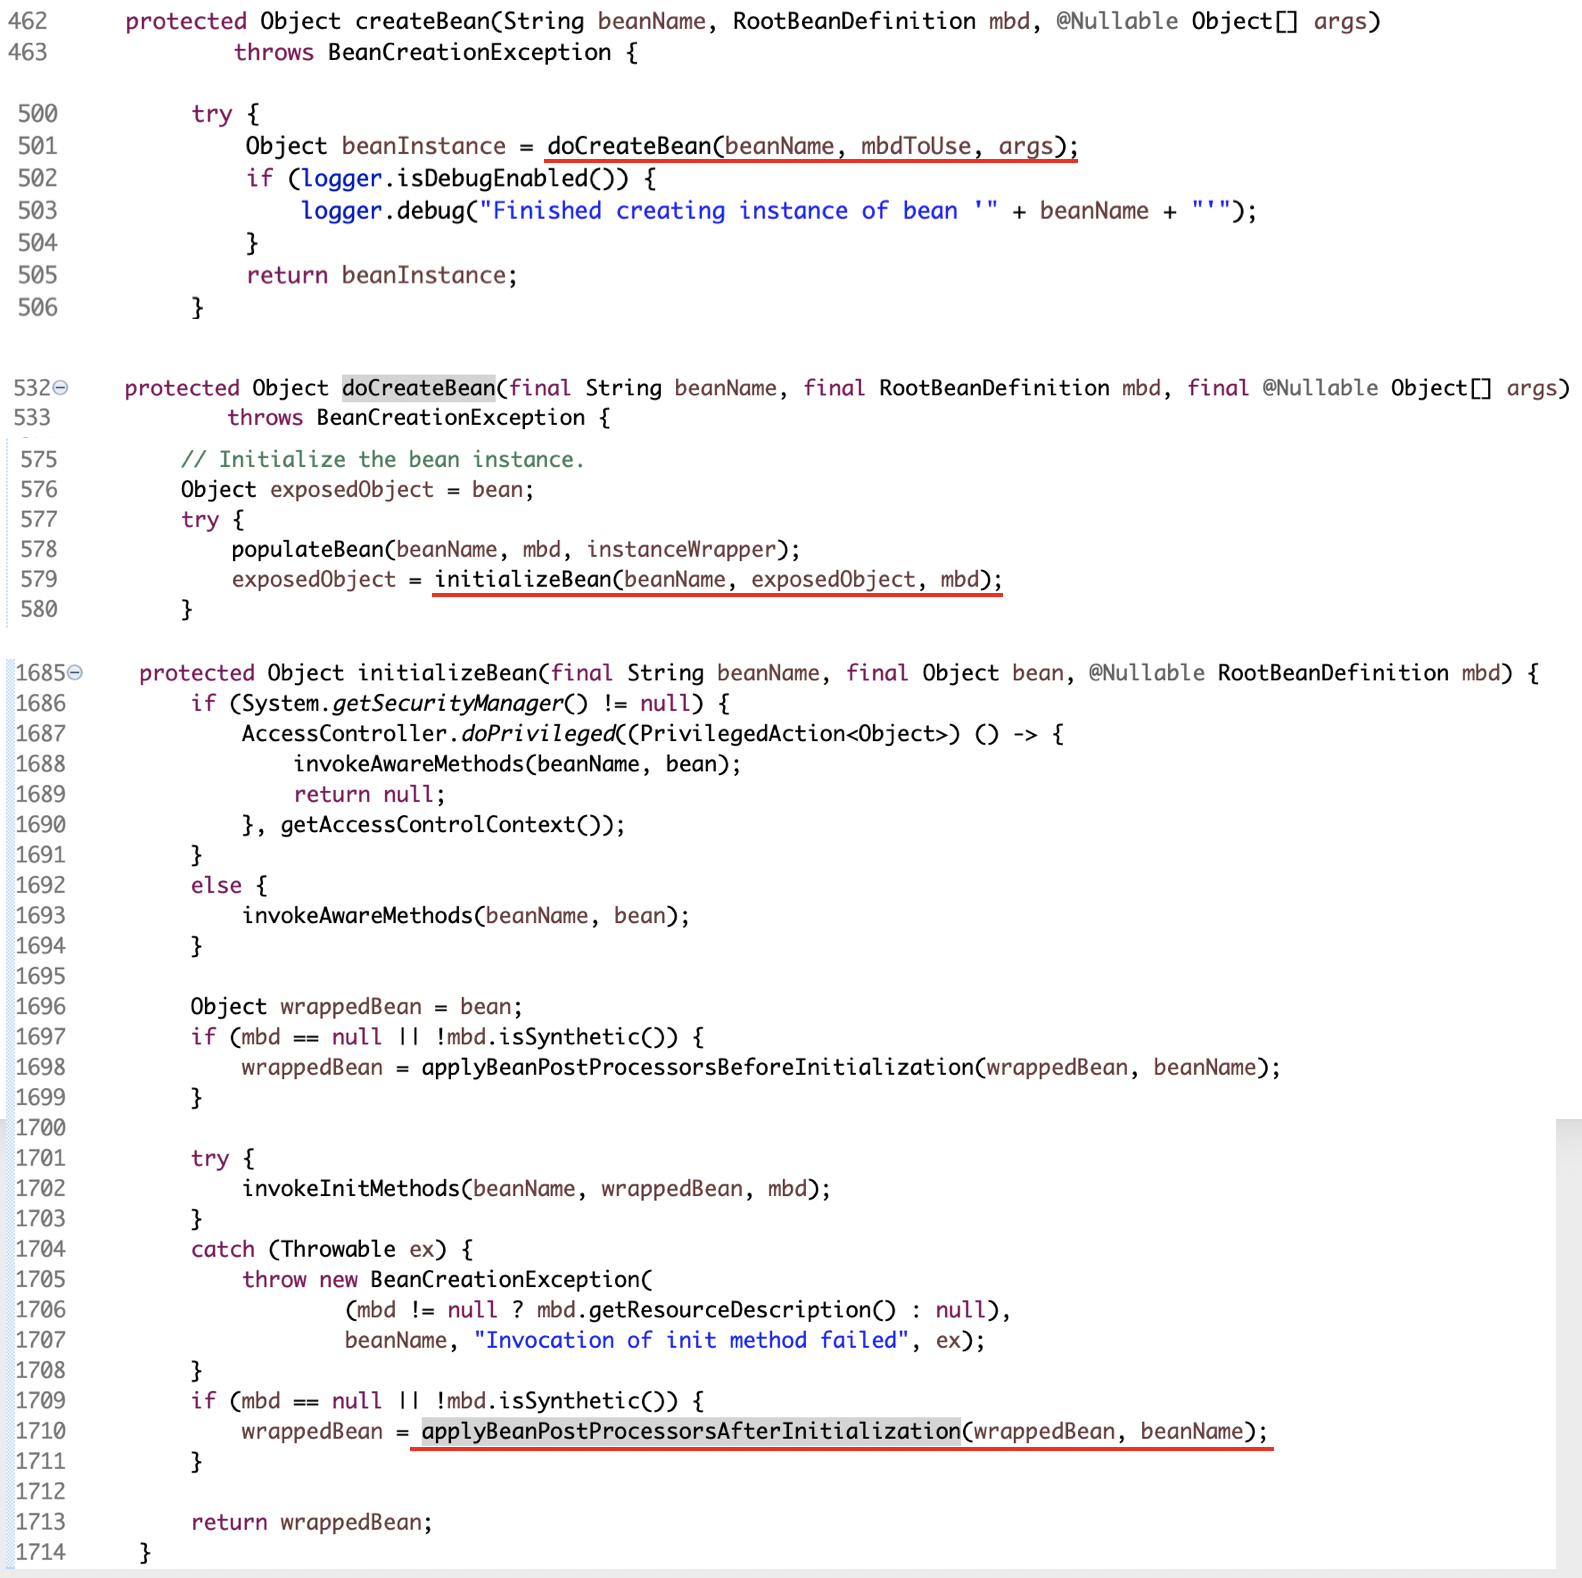 462 protected Object createBean(String beanName, RootBeanDefinition mbd, @Nullable Object[] args)
463 throws BeanCreationException {
500 try {
501 Object beanInstance = doCreateBean(beanName, mbdToUse, args);
502 if (logger.isDebugEnabled()) {
503 logger.debug("Finished creating instance of bean '" + beanName + "'");
504 }
505 return beanInstance;
506 }
532 protected Object doCreateBean(final String beanName, final RootBeanDefinition mbd, final @Nullable Object[] args)
533 throws BeanCreationException {
575 // Initialize the bean instance.
576 Object exposedObject = bean;
577 try {
578 populateBean(beanName, mbd, instanceWrapper);
579 exposedObject = initializeBean(beanName, exposedObject, mbd);
580 }
1685 protected Object initializeBean(final String beanName, final Object bean, @Nullable RootBeanDefinition mbd) {
1686 if (System.getSecurityManager() != null) {
1687 AccessController.doPrivileged((PrivilegedAction<Object>) () -> {
1688 invokeAwareMethods(beanName, bean);
1689 return null;
1690 }, getAccessControlContext());
1691 }
1692 else {
1693 invokeAwareMethods(beanName, bean);
1694 }
1695
1696 Object wrappedBean = bean;
1697 if (mbd == null || !mbd.isSynthetic()) {
1698 wrappedBean = applyBeanPostProcessorsBeforeInitialization(wrappedBean, beanName);
1699 }
1700
1701 try {
1702 invokeInitMethods(beanName, wrappedBean, mbd);
1703 }
1704 catch (Throwable ex) {
1705 throw new BeanCreationException(
1706 (mbd != null ? mbd.getResourceDescription() : null),
1707 beanName, "Invocation of init method failed", ex);
1708 }
1709 if (mbd == null || !mbd.isSynthetic()) {
1710 wrappedBean = applyBeanPostProcessorsAfterInitialization(wrappedBean, beanName);
1711 }
1712
1713 return wrappedBean;
1714 }